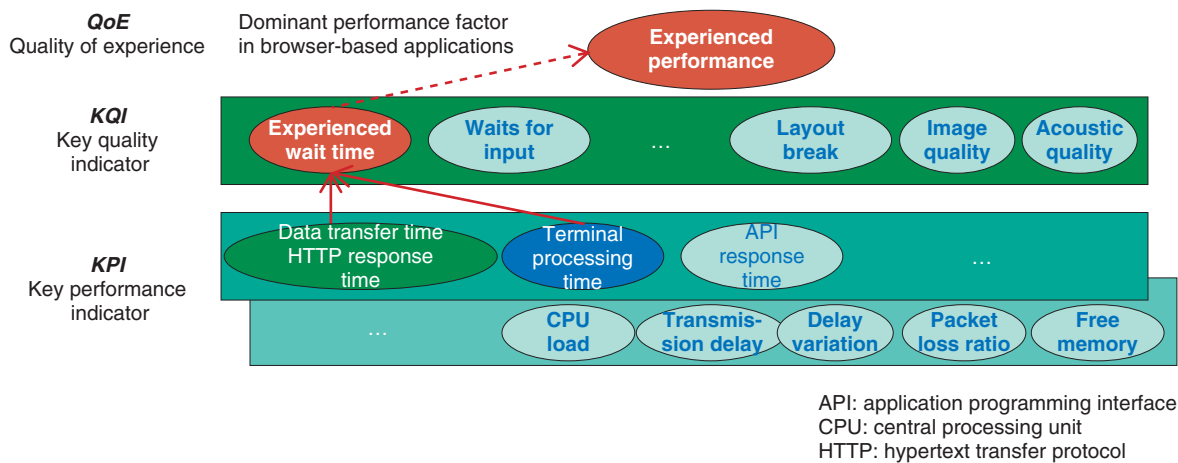 QoE
Quality of experience
Dominant performance factor
in browser-based applications
Experienced
performance
KQI
Key quality
indicator
Experienced
wait time
Waits for
input
…
Layout
break
Image
quality
Acoustic
quality
KPI
Key performance
indicator
Data transfer time
HTTP response
time
Terminal
processing
time
API
response
time
…
…
CPU
load
Transmis-
sion delay
Delay
variation
Packet
loss ratio
Free
memory
API: application programming interface
CPU: central processing unit
HTTP: hypertext transfer protocol